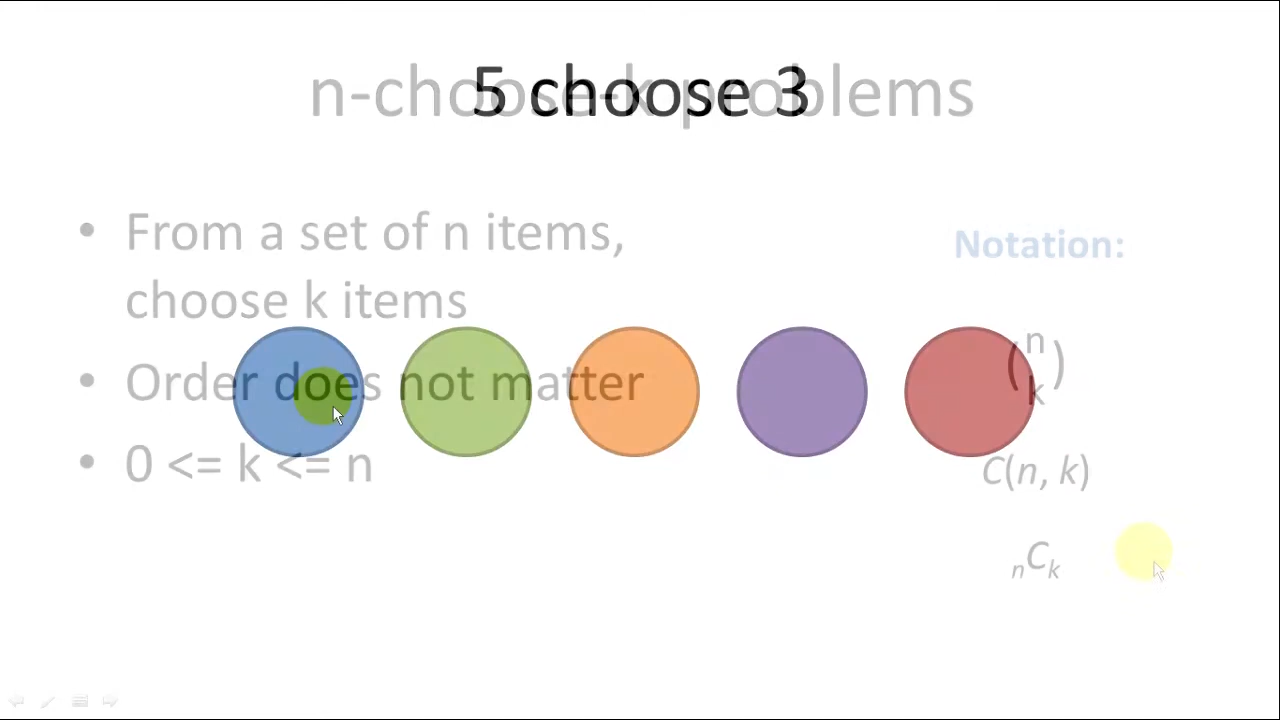 n-choose-k problems
5 choose 3
• From a set of n items,
choose k items
• Order does not matter
• 0 <= k <= n
Notation:
(n
k)
C(n, k)
nCk